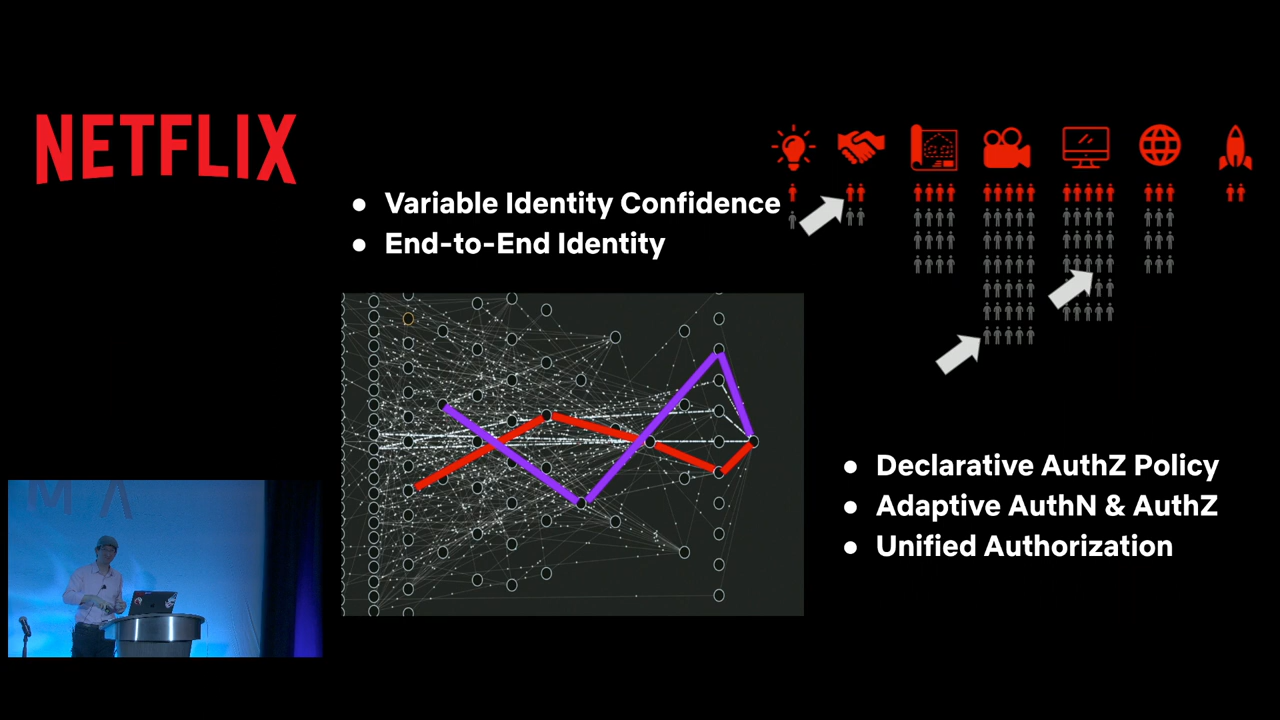 NETFLIX
● Variable Identity Confidence
● End-to-End Identity
● Declarative AuthZ Policy
● Adaptive AuthN & AuthZ
● Unified Authorization
M A